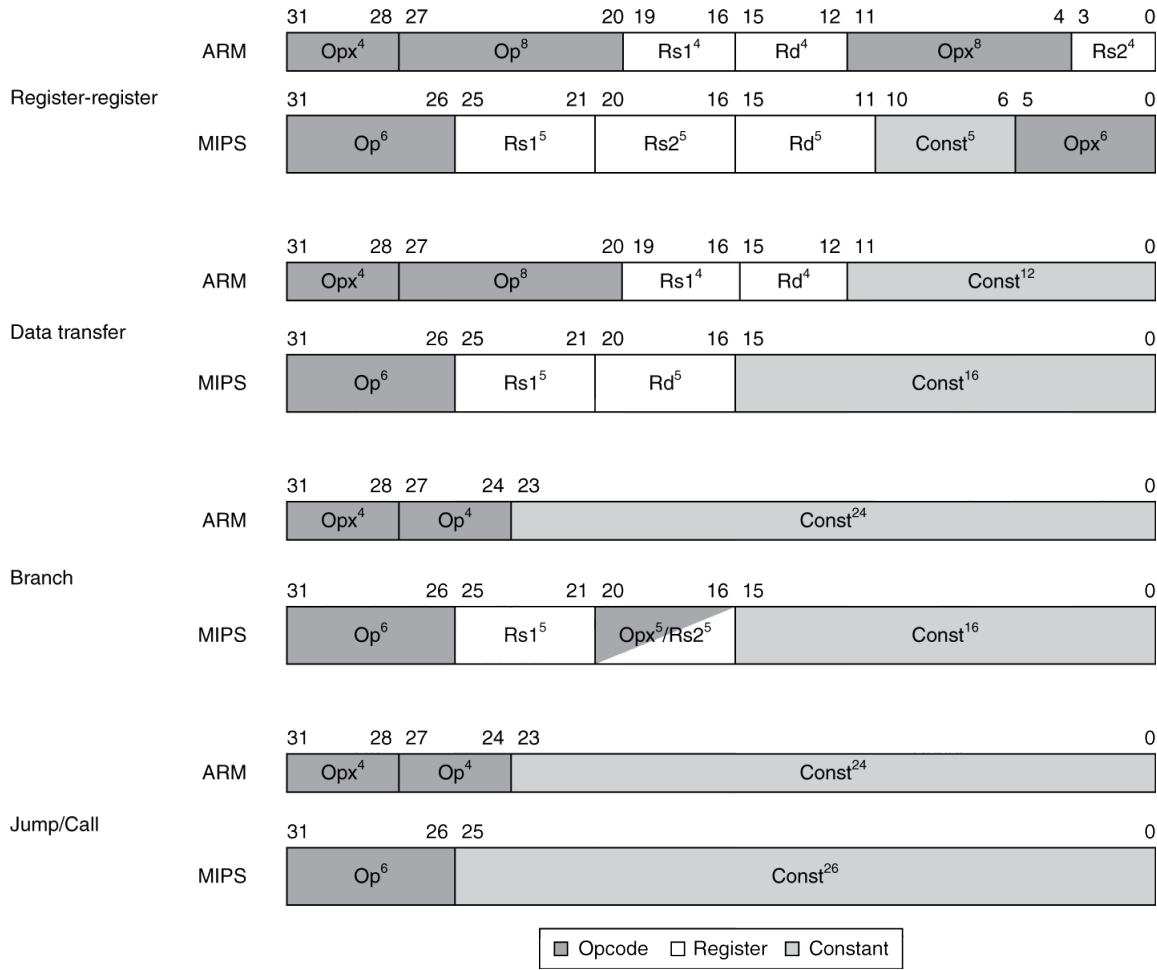 31 28 27 20 19 16 15 12 11 4 3 0
ARM Opx4 Op8 Rs14 Rd4 Opx8 Rs24
Register-register
31 26 25 21 20 16 15 11 10 6 5 0
MIPS Op6 Rs15 Rs25 Rd5 Const5 Opx6
31 28 27 20 19 16 15 12 11 0
ARM Opx4 Op8 Rs14 Rd4 Const12
Data transfer
31 26 25 21 20 16 15 0
MIPS Op6 Rs15 Rd5 Const16
31 28 27 24 23 0
ARM Opx4 Op4 Const24
Branch
31 26 25 21 20 16 15 0
MIPS Op6 Rs15 Opx5/Rs25 Const16
31 28 27 24 23 0
ARM Opx4 Op4 Const24
Jump/Call
31 26 25 0
MIPS Op6 Const26
Opcode Register Constant